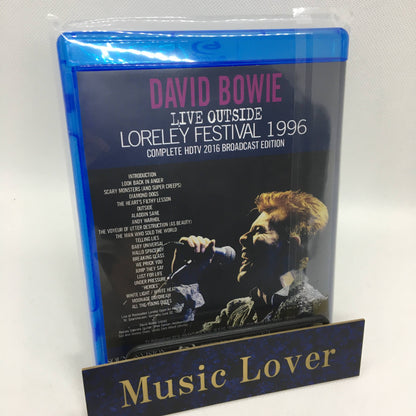 DAVID BOWIE
LIVE OUTSIDE
LORELEY FESTIVAL 1996
COMPLETE HDTV 2016 BROADCAST EDITION
INTRODUCTION
LOOK BACK IN ANGER
SCARY MONSTERS (AND SUPER CREEPS)
DIAMOND DOGS
THE HEART'S FILTHY LESSON
OUTSIDE
ALADDIN SANE
ANDY WARHOL
THE VOYEUR OF UTTER DESTRUCTION (AS BEAUTY)
THE MAN WHO SOLD THE WORLD
TELLING LIES
BABY UNIVERSAL
HALLO SPACEBOY
BREAKING GLASS
WE PRICK YOU
JUMP THEY SAY
LUST FOR LIFE
UNDER PRESSURE
"HEROES"
WHITE LIGHT / WHITE HEAT
MOONAGE DAYDREAM
ALL THE YOUNG DUDES
Music Lover